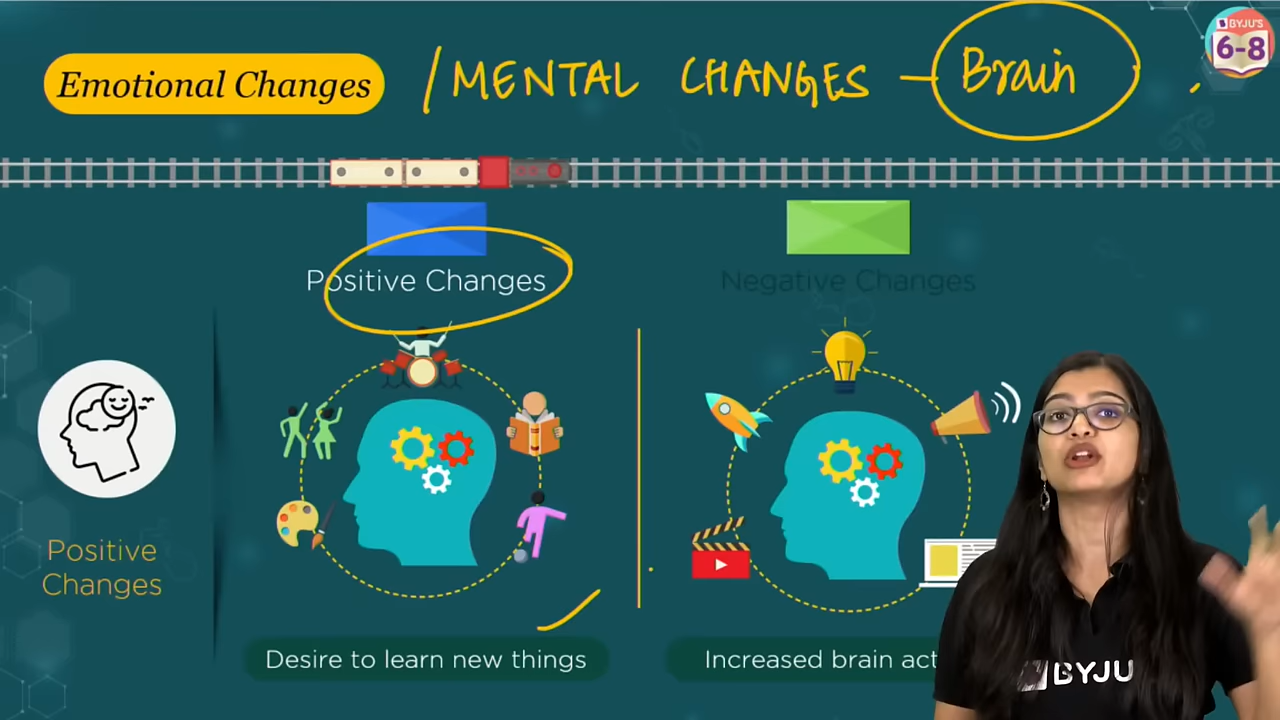 Emotional Changes / MENTAL CHANGES - Brain
BYJU'S
6-8
Positive Changes
Negative Changes
Positive
Changes
Desire to learn new things
Increased brain act
BYJU